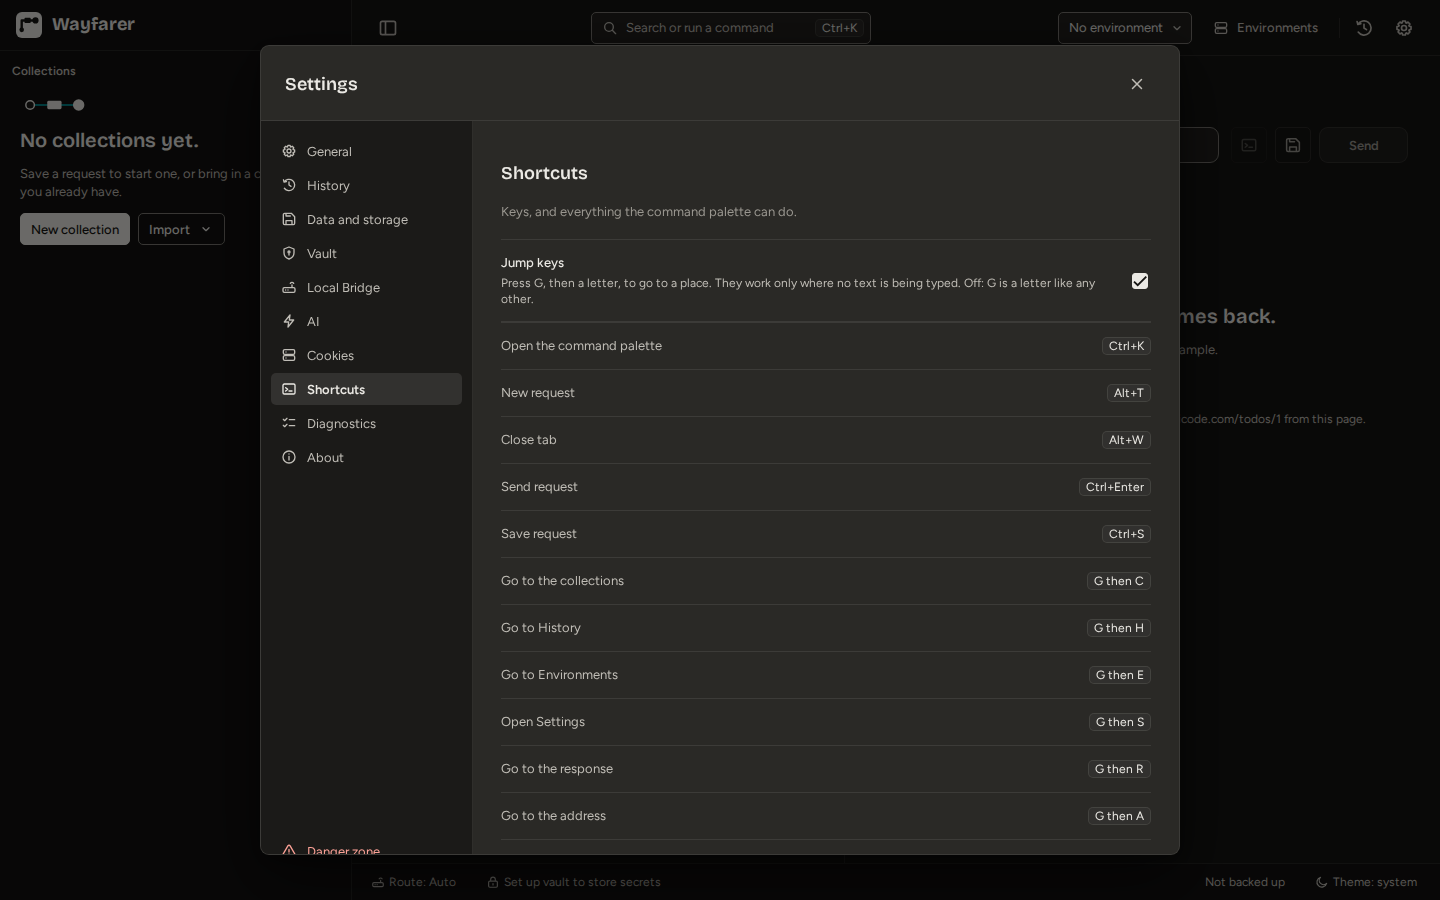 Wayfarer
Search or run a command
Ctrl+K
No environment
Environments
Collections
No collections yet.
Save a request to start one, or bring in a c
you already have.
New collection
Import
Settings
General
History
Data and storage
Vault
Local Bridge
AI
Cookies
Shortcuts
Diagnostics
About
Danger zone
Shortcuts
Keys, and everything the command palette can do.
Jump keys
Press G, then a letter, to go to a place. They work only where no text is being typed. Off: G is a letter like any
other.
Open the command palette
Ctrl+K
New request
Alt+T
Close tab
Alt+W
Send request
Ctrl+Enter
Save request
Ctrl+S
Go to the collections
G then C
Go to History
G then H
Go to Environments
G then E
Open Settings
G then S
Go to the response
G then R
Go to the address
G then A
Send
mes back.
ample.
code.com/todos/1 from this page.
Route: Auto
Set up vault to store secrets
Not backed up
Theme: system